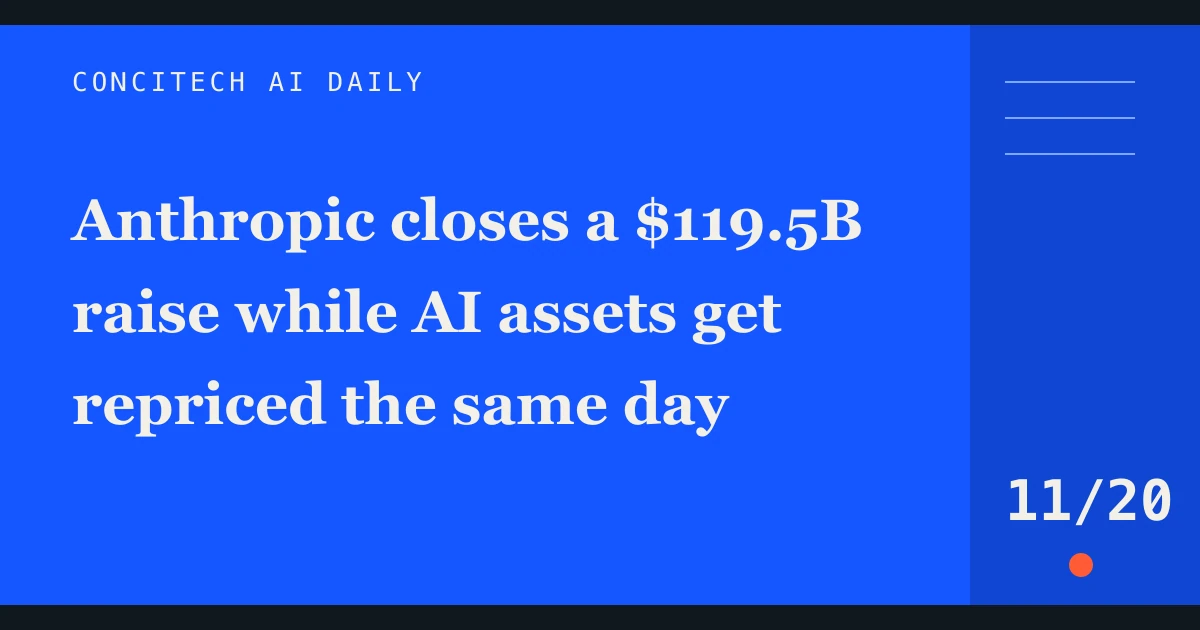 CONCITECH AI DAILY
Anthropic closes a $119.5B
raise while AI assets get
repriced the same day
11/20